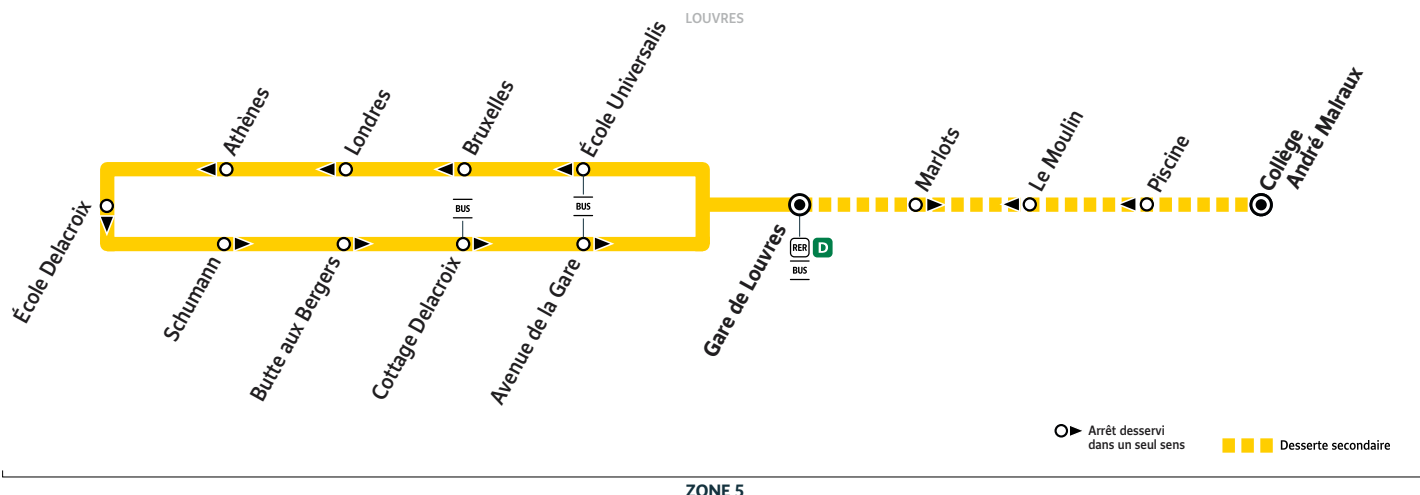 LOUVRES
Athènes
Londres
Bruxelles
École Universalis
Marlots
Le Moulin
Piscine
Collège
André Malraux
BUS
BUS
École Delacroix
Schumann
Butte aux Bergers
Cottage Delacroix
Avenue de la Gare
Gare de Louvres
RER D
BUS
Arrêt desservi
dans un seul sens
Desserte secondaire
ZONE 5